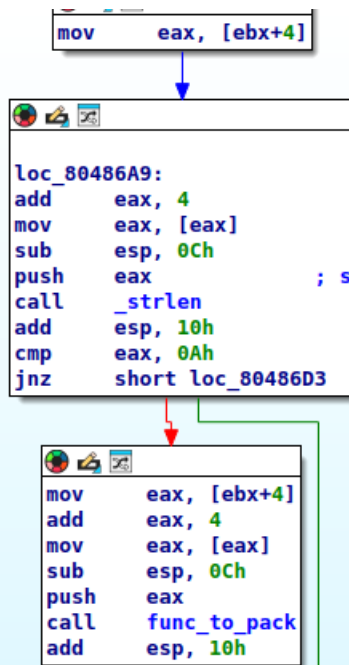 mov eax, [ebx+4]
loc_80486A9:
add eax, 4
mov eax, [eax]
sub esp, 0Ch
push eax ; s
call _strlen
add esp, 10h
cmp eax, 0Ah
jnz short loc_80486D3
mov eax, [ebx+4]
add eax, 4
mov eax, [eax]
sub esp, 0Ch
push eax
call func_to_pack
add esp, 10h